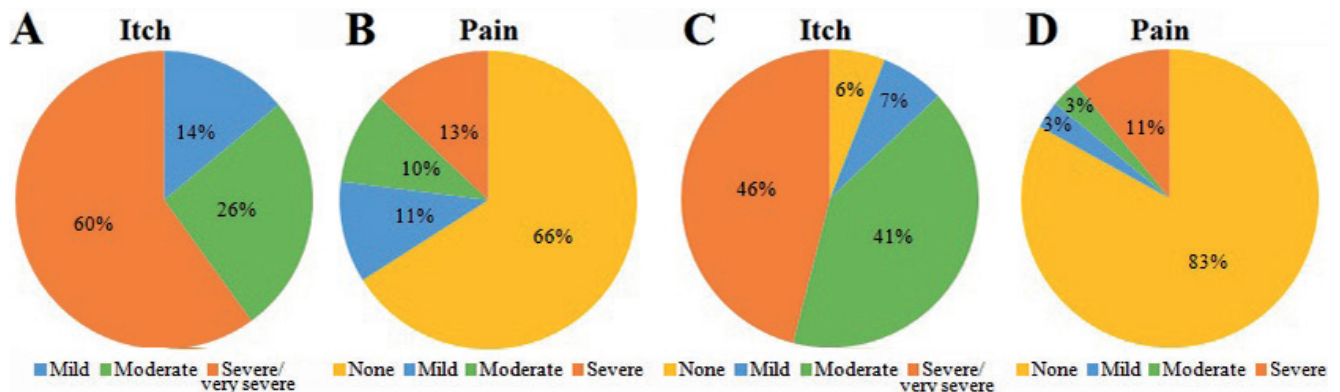 A Itch
14%
26%
60%
Mild Moderate Severe/
very severe
B Pain
13%
10%
11%
66%
None Mild Moderate Severe
C Itch
6%
7%
46%
41%
None Mild Moderate Severe/
very severe
D Pain
3%
3%
11%
83%
None Mild Moderate Severe